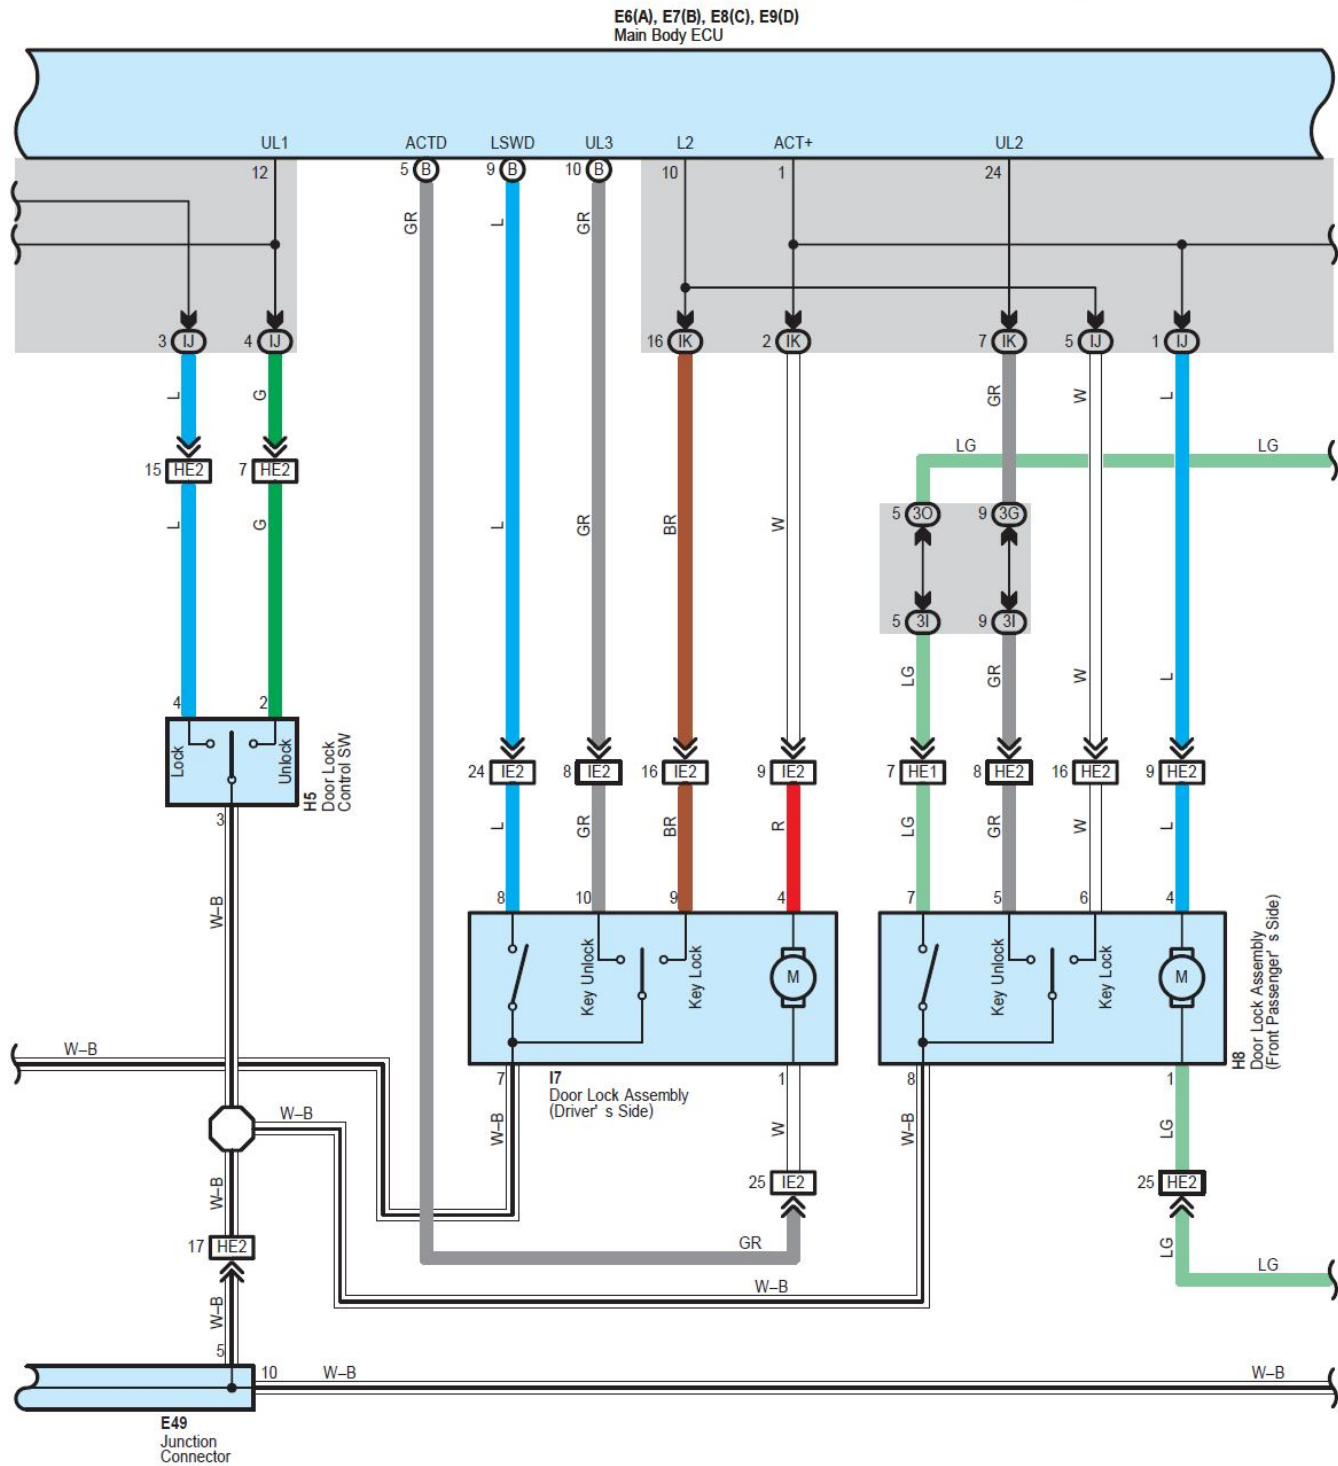 E6(A), E7(B), E8(C), E9(D)
Main Body ECU
UL1 ACTD LSWD UL3 L2 ACT+ UL2
12 5 B 9 B 10 B 10 1 24
GR L GR
3 IJ 4 IJ 16 IK 2 IK 7 IK 5 IJ 1 IJ
L G GR W L
LG LG
15 HE2 7 HE2
5 3O 9 3G
L G L GR BR W
5 3I 9 3I
LG GR W L
4 2
Lock Unlock
H5
Door Lock
Control SW
3
24 IE2 8 IE2 16 IE2 9 IE2 7 HE1 8 HE2 16 HE2 9 HE2
L GR BR R LG GR W L
8 10 9 4 7 5 6 4
W–B
Key Unlock Key Lock M Key Unlock Key Lock M
H8
Door Lock Assembly
(Front Passenger' s Side)
W–B
7 1 8 1
I7
Door Lock Assembly
(Driver' s Side)
W–B
W–B W W–B LG
W–B
25 IE2 25 HE2
17 HE2
GR LG LG
W–B
W–B
5
10 W–B W–B
E49
Junction
Connector